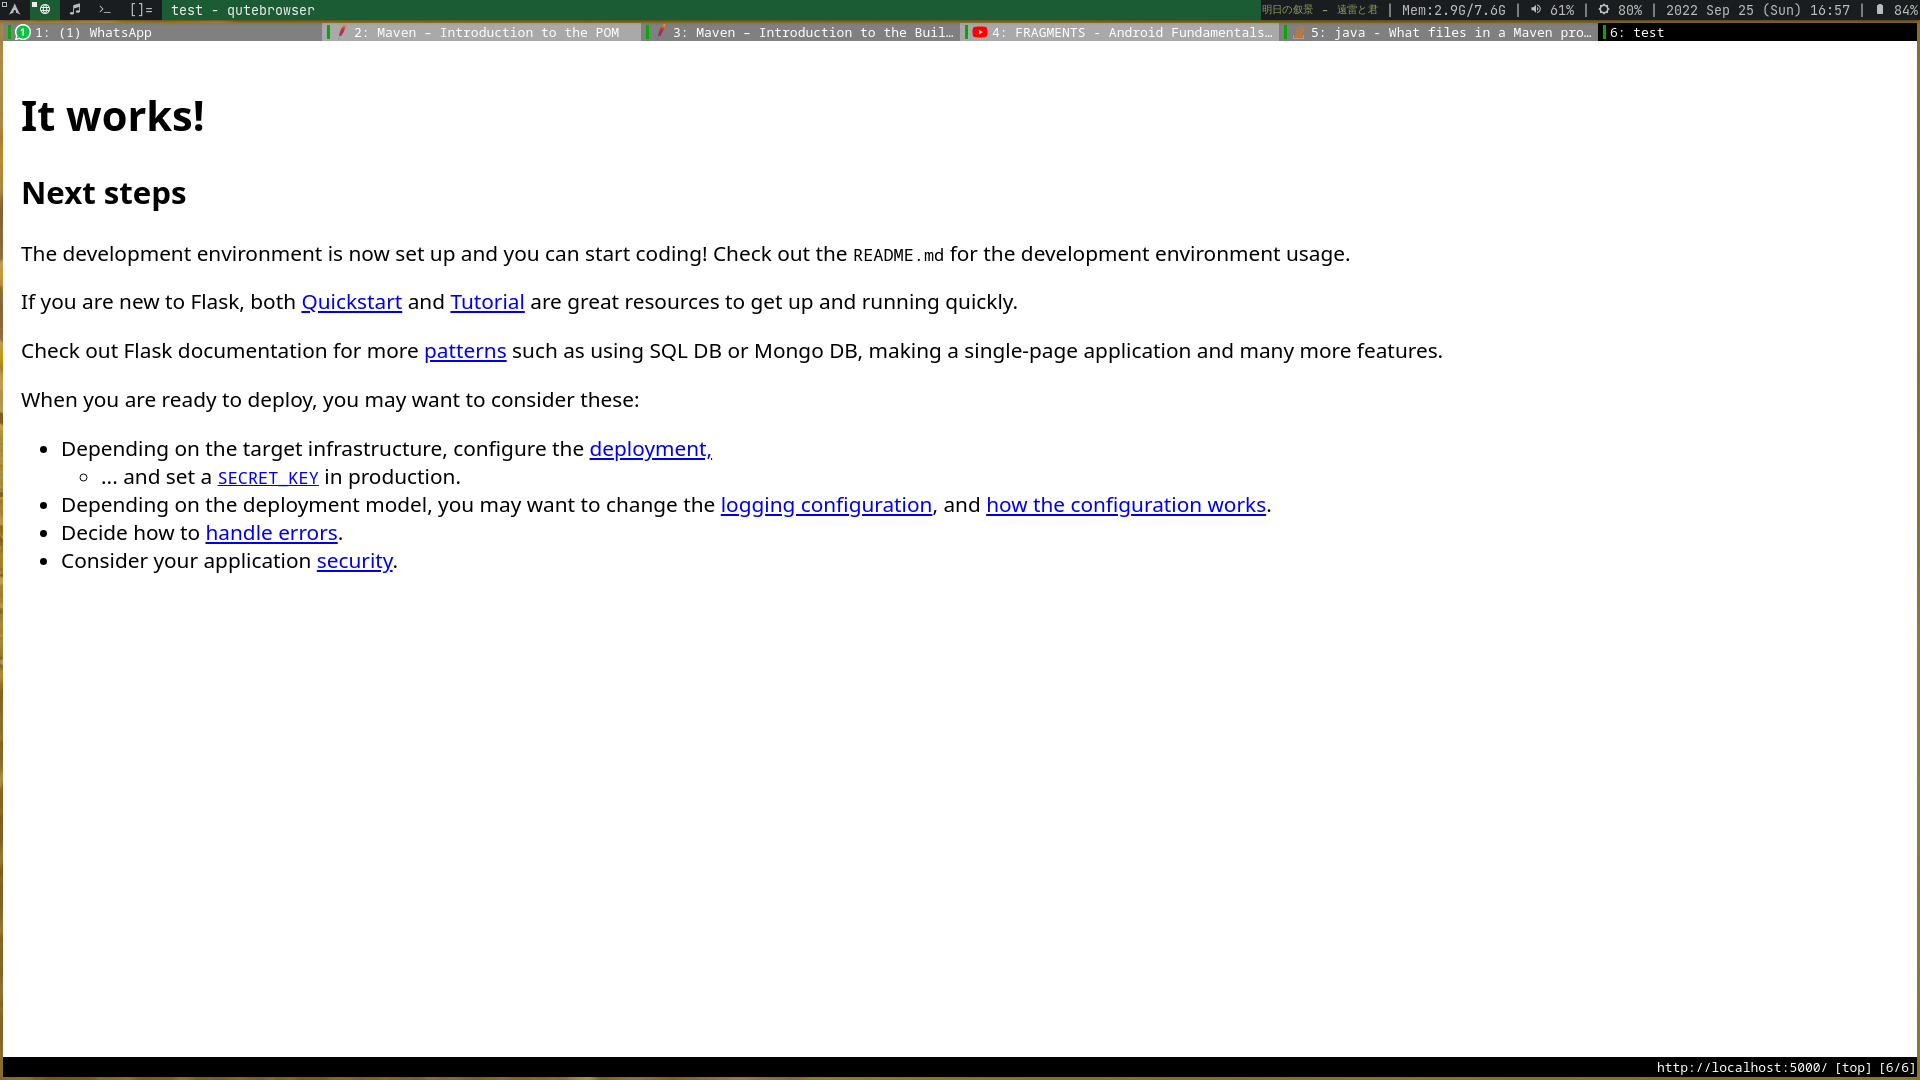 []= test - qutebrowser 明日の叙景 - 遠雷と君 | Mem:2.9G/7.6G | 61% | 80% | 2022 Sep 25 (Sun) 16:57 | 84%
1: (1) WhatsApp 2: Maven – Introduction to the POM 3: Maven – Introduction to the Buil… 4: FRAGMENTS - Android Fundamentals… 5: java - What files in a Maven pro… 6: test
It works!
Next steps
The development environment is now set up and you can start coding! Check out the README.md for the development environment usage.
If you are new to Flask, both Quickstart and Tutorial are great resources to get up and running quickly.
Check out Flask documentation for more patterns such as using SQL DB or Mongo DB, making a single-page application and many more features.
When you are ready to deploy, you may want to consider these:
• Depending on the target infrastructure, configure the deployment,
◦ ... and set a SECRET_KEY in production.
• Depending on the deployment model, you may want to change the logging configuration, and how the configuration works.
• Decide how to handle errors.
• Consider your application security.
http://localhost:5000/ [top] [6/6]